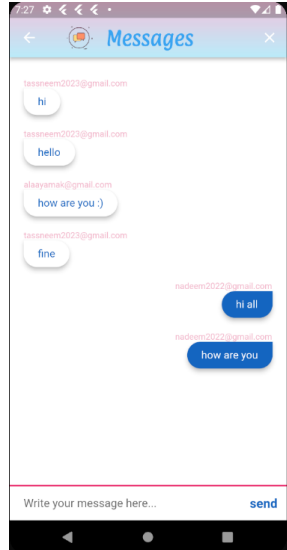 7:27
Messages
tassneem2023@gmail.com
hi
tassneem2023@gmail.com
hello
alaayamak@gmail.com
how are you :)
tassneem2023@gmail.com
fine
nadeem2022@gmail.com
hi all
nadeem2022@gmail.com
how are you
Write your message here...
send